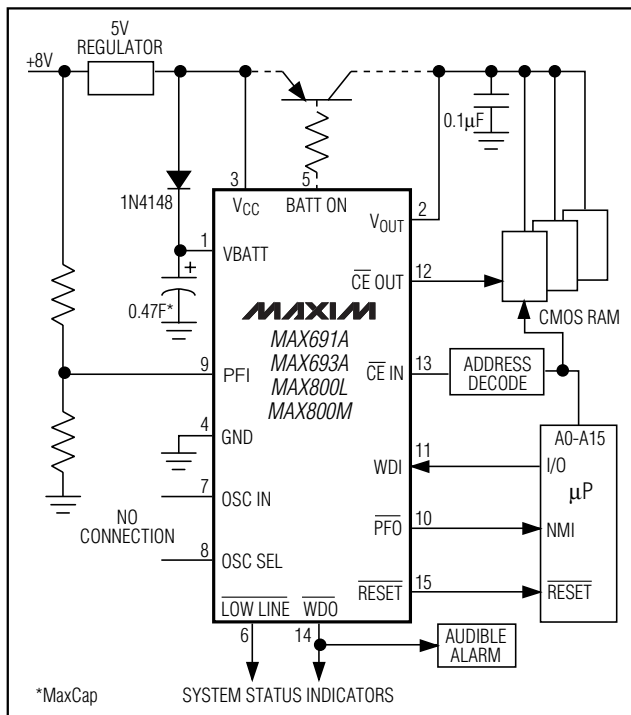 5V
REGULATOR
+8V
0.1µF
3
5
1N4148
VCC
BATT ON
VOUT
2
1
VBATT
CE OUT
12
+
0.47F*
MAXIM
CMOS RAM
MAX691A
MAX693A
MAX800L
MAX800M
9
PFI
CE IN
13
ADDRESS
DECODE
4
GND
A0-A15
WDI
11
I/O
µP
7
OSC IN
NO
CONNECTION
PFO
10
NMI
8
OSC SEL
RESET
15
RESET
LOW LINE
WDO
6
14
AUDIBLE
ALARM
*MaxCap
SYSTEM STATUS INDICATORS